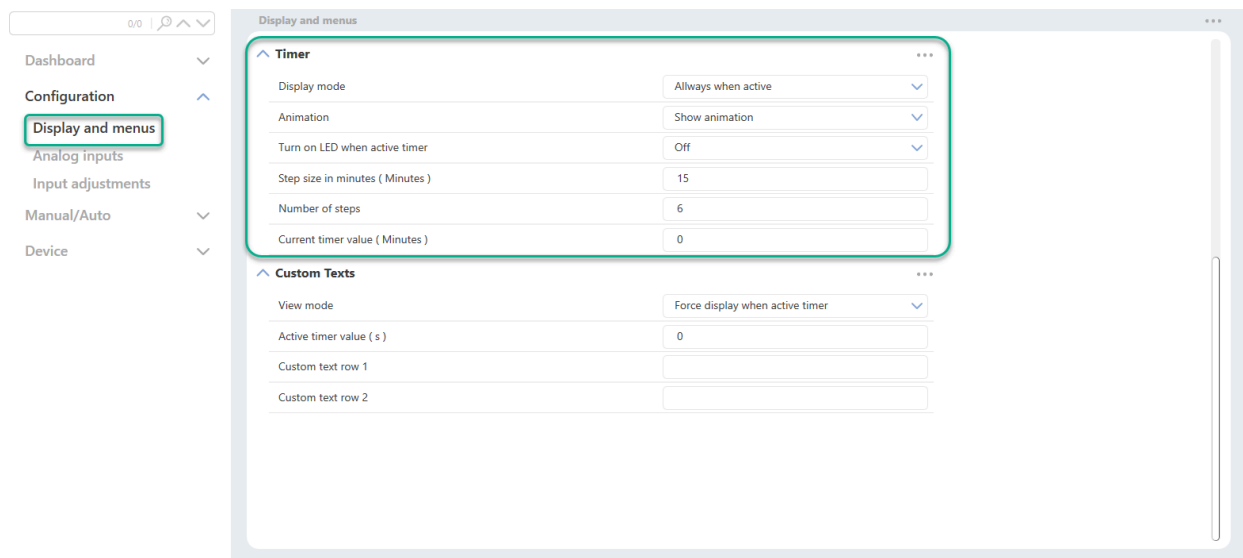 0/0
Dashboard
Configuration
Display and menus
Analog inputs
Input adjustments
Manual/Auto
Device
Display and menus
Timer
Display mode Allways when active
Animation Show animation
Turn on LED when active timer Off
Step size in minutes ( Minutes ) 15
Number of steps 6
Current timer value ( Minutes ) 0
Custom Texts
View mode Force display when active timer
Active timer value ( s ) 0
Custom text row 1
Custom text row 2